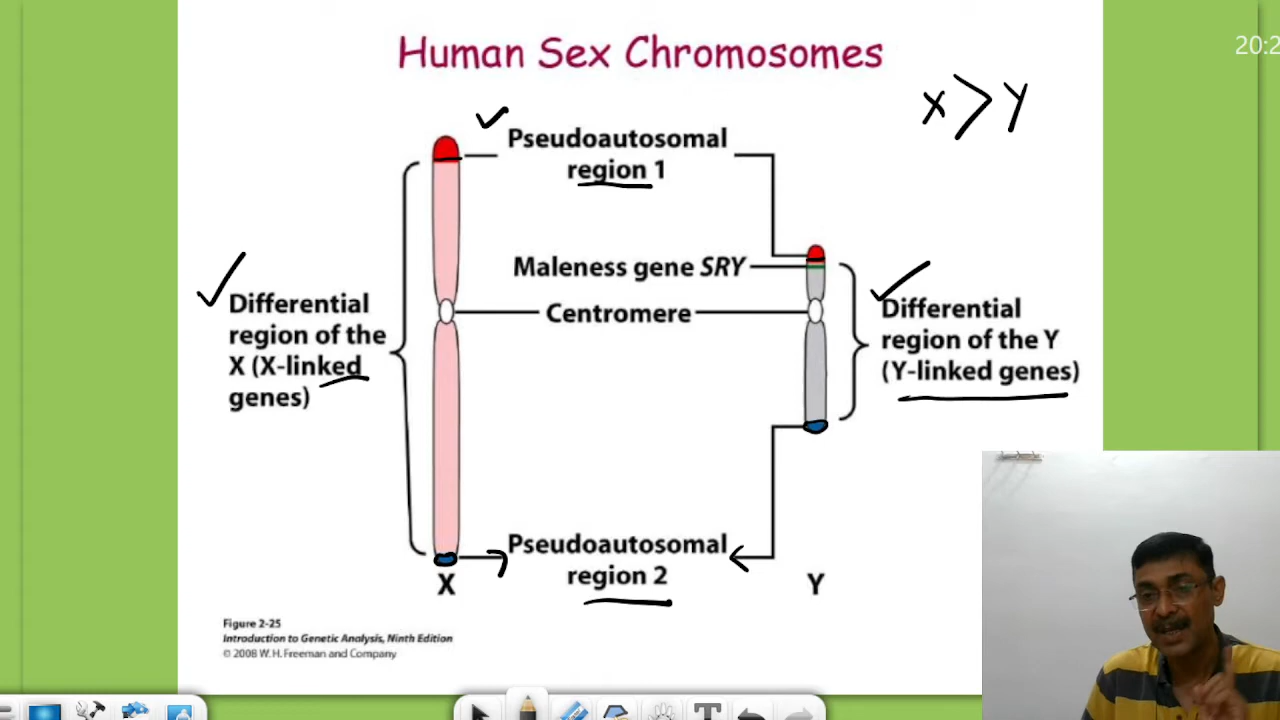 Human Sex Chromosomes
20:2
X > Y
Pseudoautosomal
region 1
Maleness gene SRY
Centromere
Differential
region of the
X (X-linked
genes)
Differential
region of the Y
(Y-linked genes)
Pseudoautosomal
region 2
X
Y
Figure 2-25
Introduction to Genetic Analysis, Ninth Edition
© 2008 W. H. Freeman and Company
T